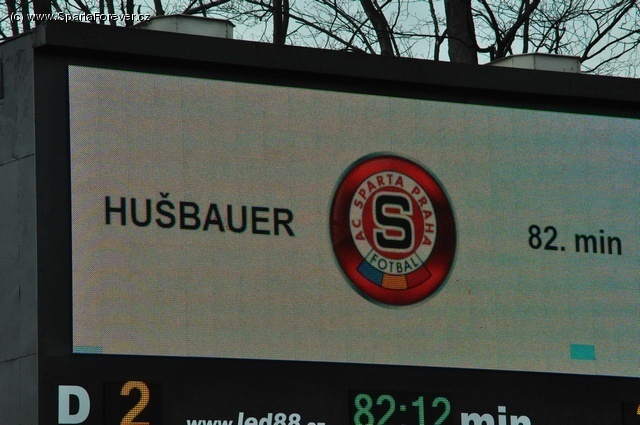 (c) www.SpartaForever.cz
HUŠBAUER
AC SPARTA PRAHA
S
FOTBAL
82. min
D 2 www.led88.cz 82:12 min